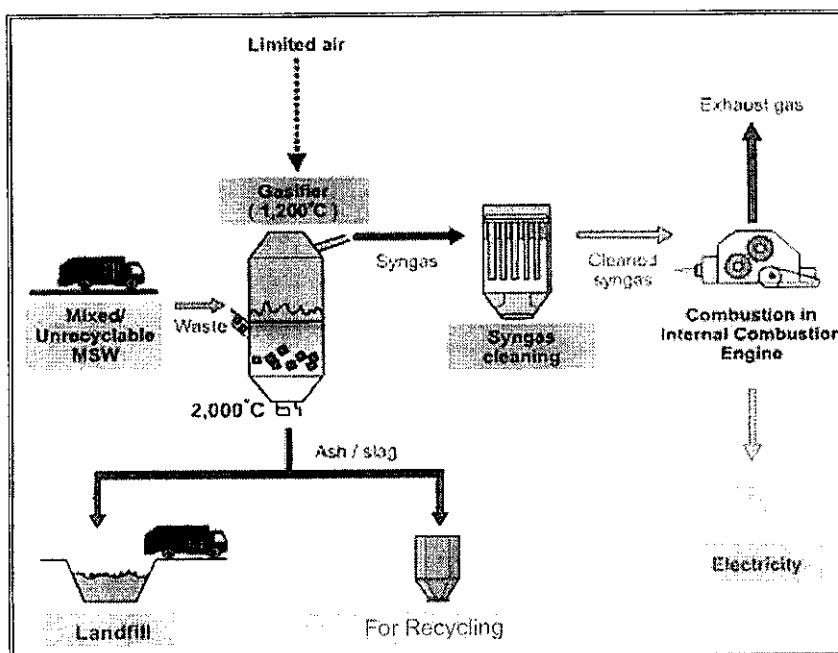 Limited air
Exhaust gas
Gasifier
( 1,200°C )
Syngas
Cleaned
syngas
Mixed/
Unrecyclable
MSW
Waste
Syngas
cleaning
Combustion in
Internal Combustion
Engine
2,000°C
Ash / slag
Electricity
Landfill
For Recycling